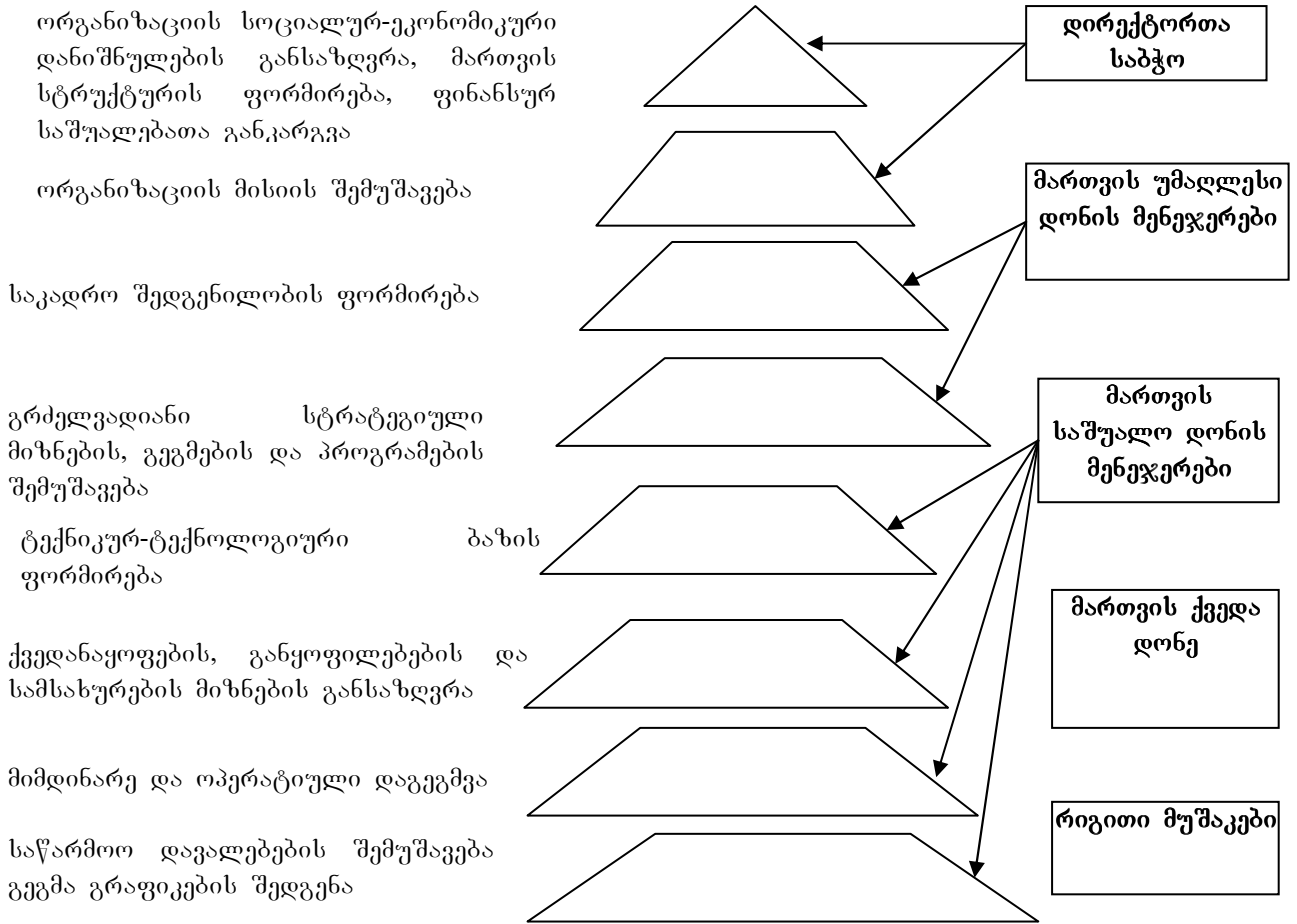 ორგანიზაციის სოციალურ-ეკონომიკური
დანიშნულების განსაზღვრა, მართვის
სტრუქტურის ფორმირება, ფინანსურ
საშუალებათა განკარგვა
ორგანიზაციის მისიის შემუშავება
საკადრო შედგენილობის ფორმირება
გრძელვადიანი სტრატეგიული
მიზნების, გეგმების და პროგრამების
შემუშავება
ტექნიკურ-ტექნოლოგიური ბაზის
ფორმირება
ქვედანაყოფების, განყოფილებების და
სამსახურების მიზნების განსაზღვრა
მიმდინარე და ოპერატიული დაგეგმვა
საწარმოო დავალებების შემუშავება
გეგმა გრაფიკების შედგენა
დირექტორთა
საბჭო
მართვის უმაღლესი
დონის მენეჯერები
მართვის
საშუალო დონის
მენეჯერები
მართვის ქვედა
დონე
რიგითი მუშაკები